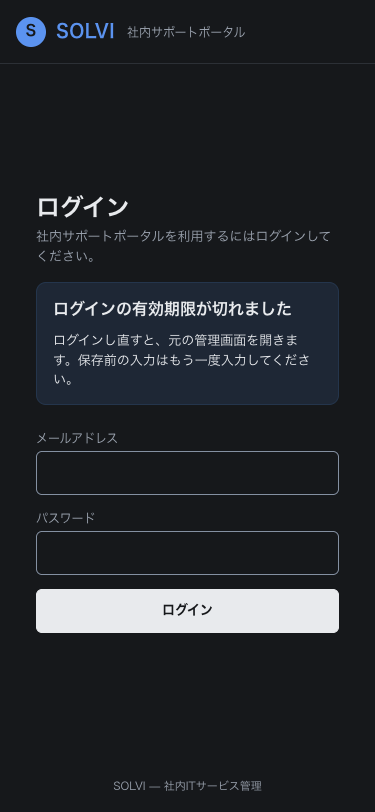 S SOLVI 社内サポートポータル
ログイン
社内サポートポータルを利用するにはログインして
ください。
ログインの有効期限が切れました
ログインし直すと、元の管理画面を開きま
す。保存前の入力はもう一度入力してくださ
い。
メールアドレス
パスワード
ログイン
SOLVI — 社内ITサービス管理